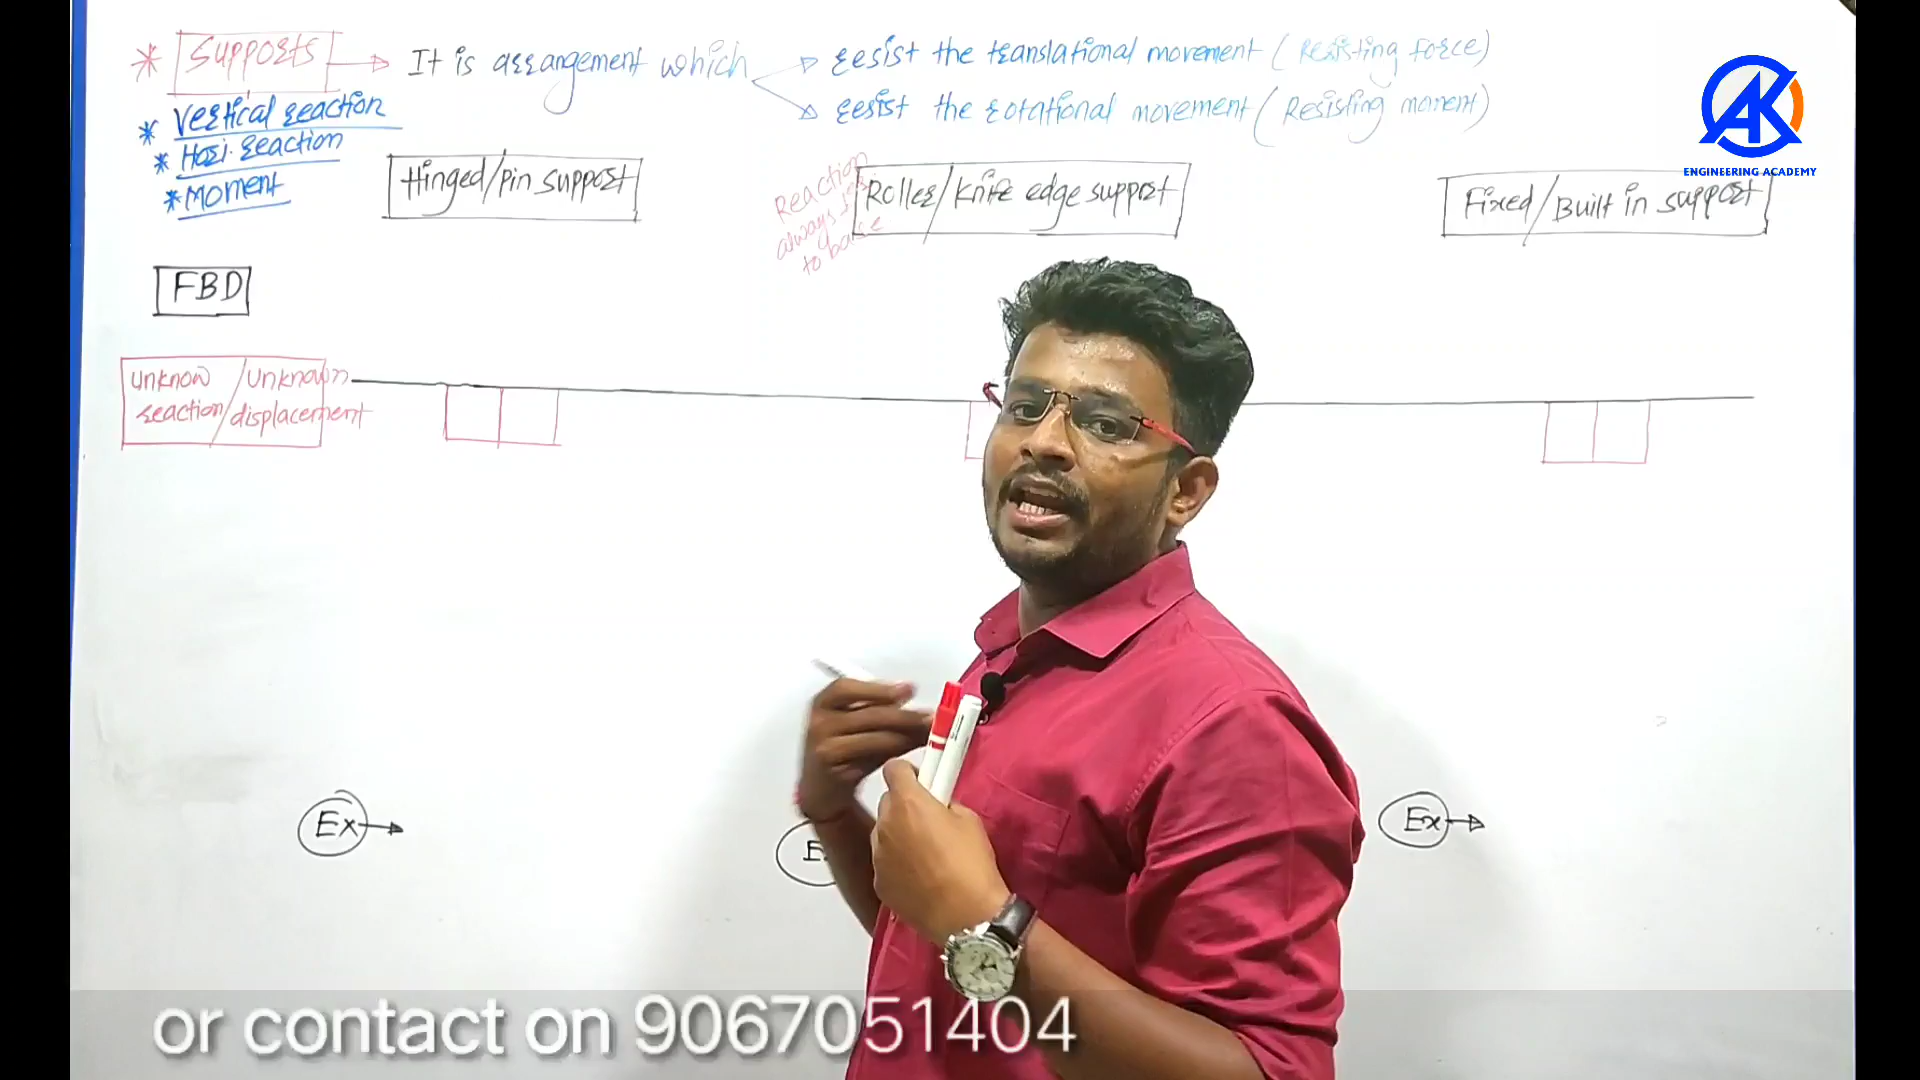 * Supports → It is arrangement which
resist the translational movement (Resisting force)
resist the rotational movement (Resisting moment)
* Vertical reaction
* Hori. reaction
* Moment
Hinged/pin support
Reaction
always
to base
Roller/Knife edge support
Fixed/Built in support
AK
ENGINEERING ACADEMY
FBD
unknow / unknown
reaction / displacement
Ex →
Ex →
or contact on 9067051404